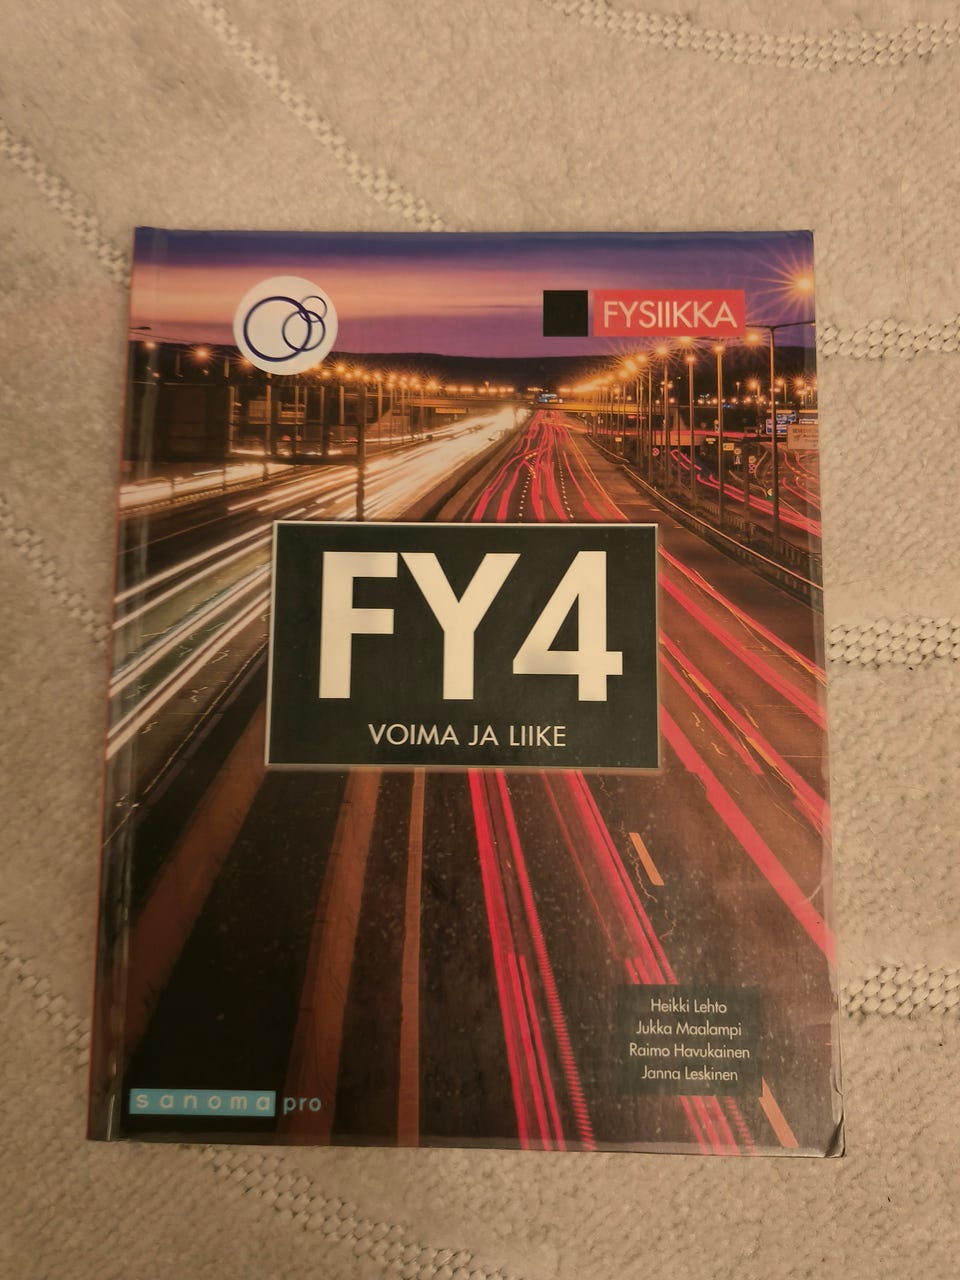 FYSIIKKA
FY4
VOIMA JA LIIKE
Heikki Lehto
Jukka Maalampi
Raimo Havukainen
Janna Leskinen
sanoma pro